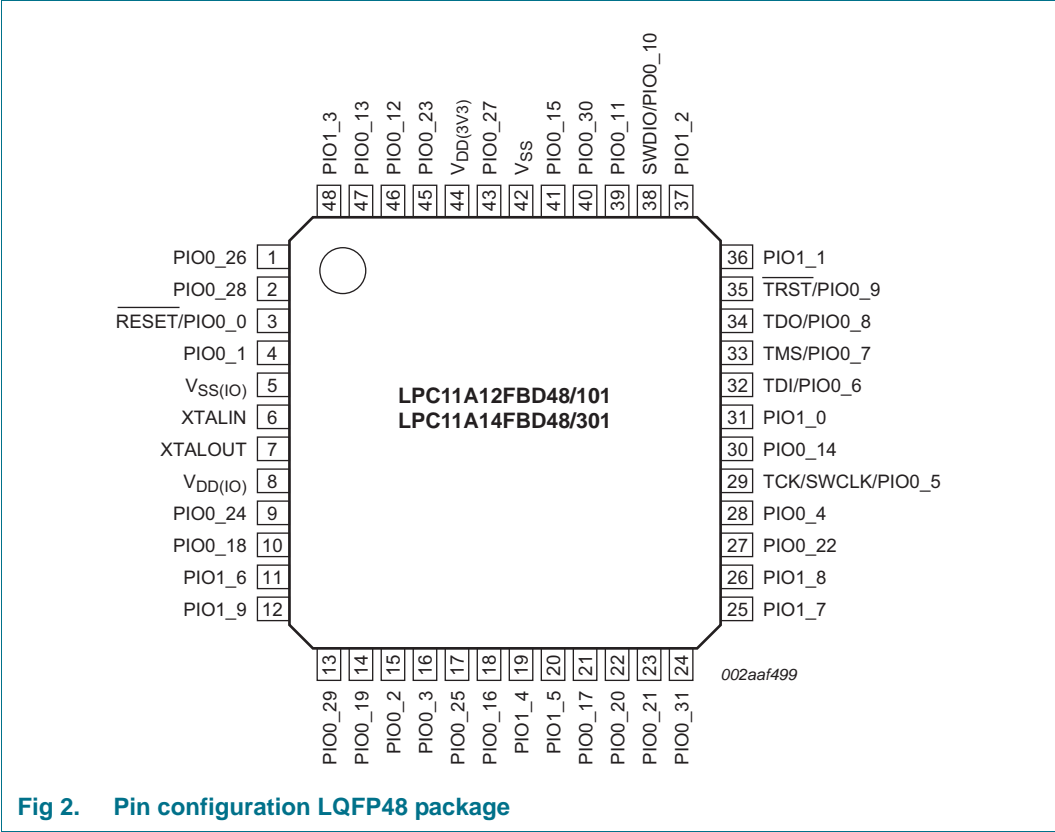 PIO1_3
PIO0_13
PIO0_12
PIO0_23
VDD(3V3)
PIO0_27
VSS
PIO0_15
PIO0_30
PIO0_11
SWDIO/PIO0_10
PIO1_2
48
47
46
45
44
43
42
41
40
39
38
37
PIO0_26 1
PIO0_28 2
RESET/PIO0_0 3
PIO0_1 4
VSS(IO) 5
XTALIN 6
XTALOUT 7
VDD(IO) 8
PIO0_24 9
PIO0_18 10
PIO1_6 11
PIO1_9 12
LPC11A12FBD48/101
LPC11A14FBD48/301
36 PIO1_1
35 TRST/PIO0_9
34 TDO/PIO0_8
33 TMS/PIO0_7
32 TDI/PIO0_6
31 PIO1_0
30 PIO0_14
29 TCK/SWCLK/PIO0_5
28 PIO0_4
27 PIO0_22
26 PIO1_8
25 PIO1_7
13
14
15
16
17
18
19
20
21
22
23
24
PIO0_29
PIO0_19
PIO0_2
PIO0_3
PIO0_25
PIO0_16
PIO1_4
PIO1_5
PIO0_17
PIO0_20
PIO0_21
PIO0_31
002aaf499
Fig 2. Pin configuration LQFP48 package